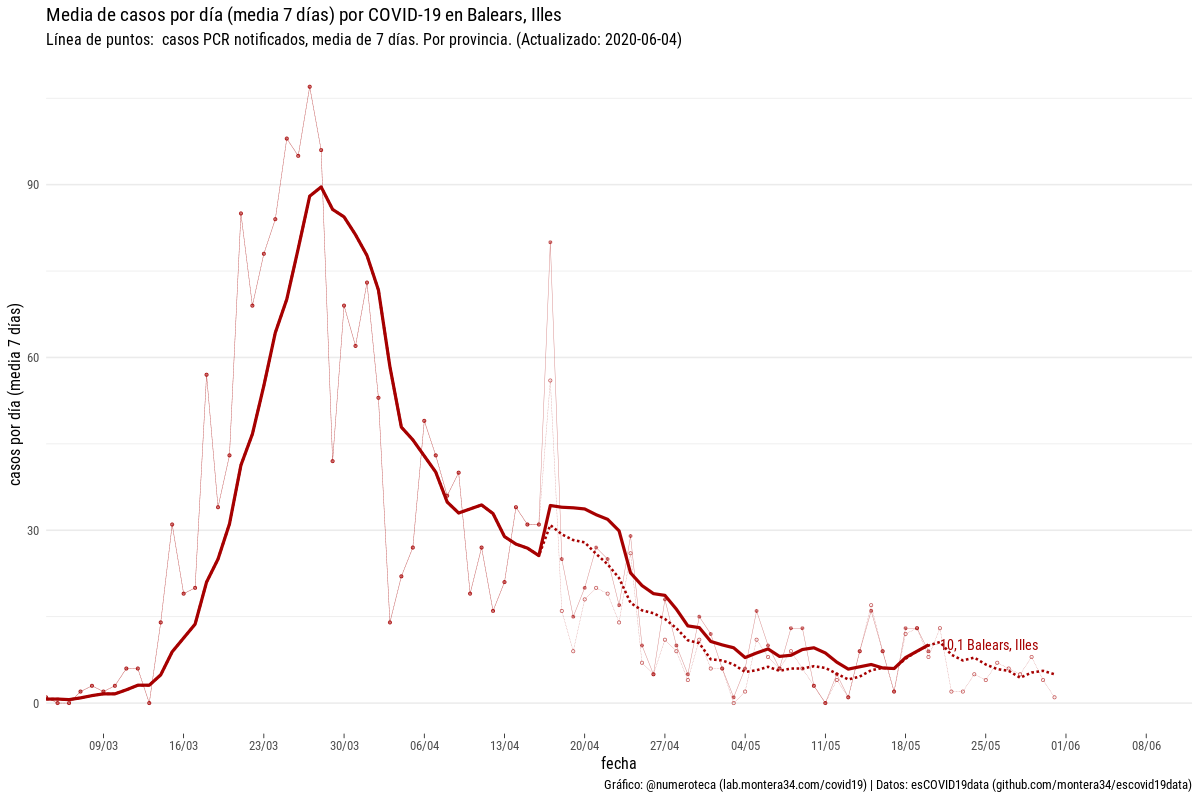 Media de casos por día (media 7 días) por COVID-19 en Balears, Illes
Línea de puntos:  casos PCR notificados, media de 7 días. Por provincia. (Actualizado: 2020-06-04)
casos por día (media 7 días)
90
60
30
0
10,1 Balears, Illes
09/03 16/03 23/03 30/03 06/04 13/04 20/04 27/04 04/05 11/05 18/05 25/05 01/06 08/06
fecha
Gráfico: @numeroteca (lab.montera34.com/covid19) | Datos: esCOVID19data (github.com/montera34/escovid19data)